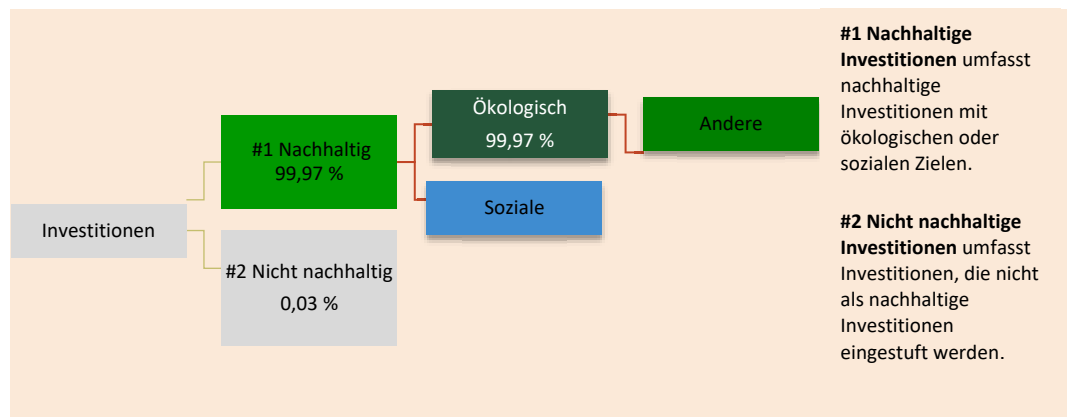 Investitionen
#1 Nachhaltig
99,97 %
#2 Nicht nachhaltig
0,03 %
Ökologisch
99,97 %
Soziale
Andere
#1 Nachhaltige
Investitionen umfasst
nachhaltige
Investitionen mit
ökologischen oder
sozialen Zielen.
#2 Nicht nachhaltige
Investitionen umfasst
Investitionen, die nicht
als nachhaltige
Investitionen
eingestuft werden.